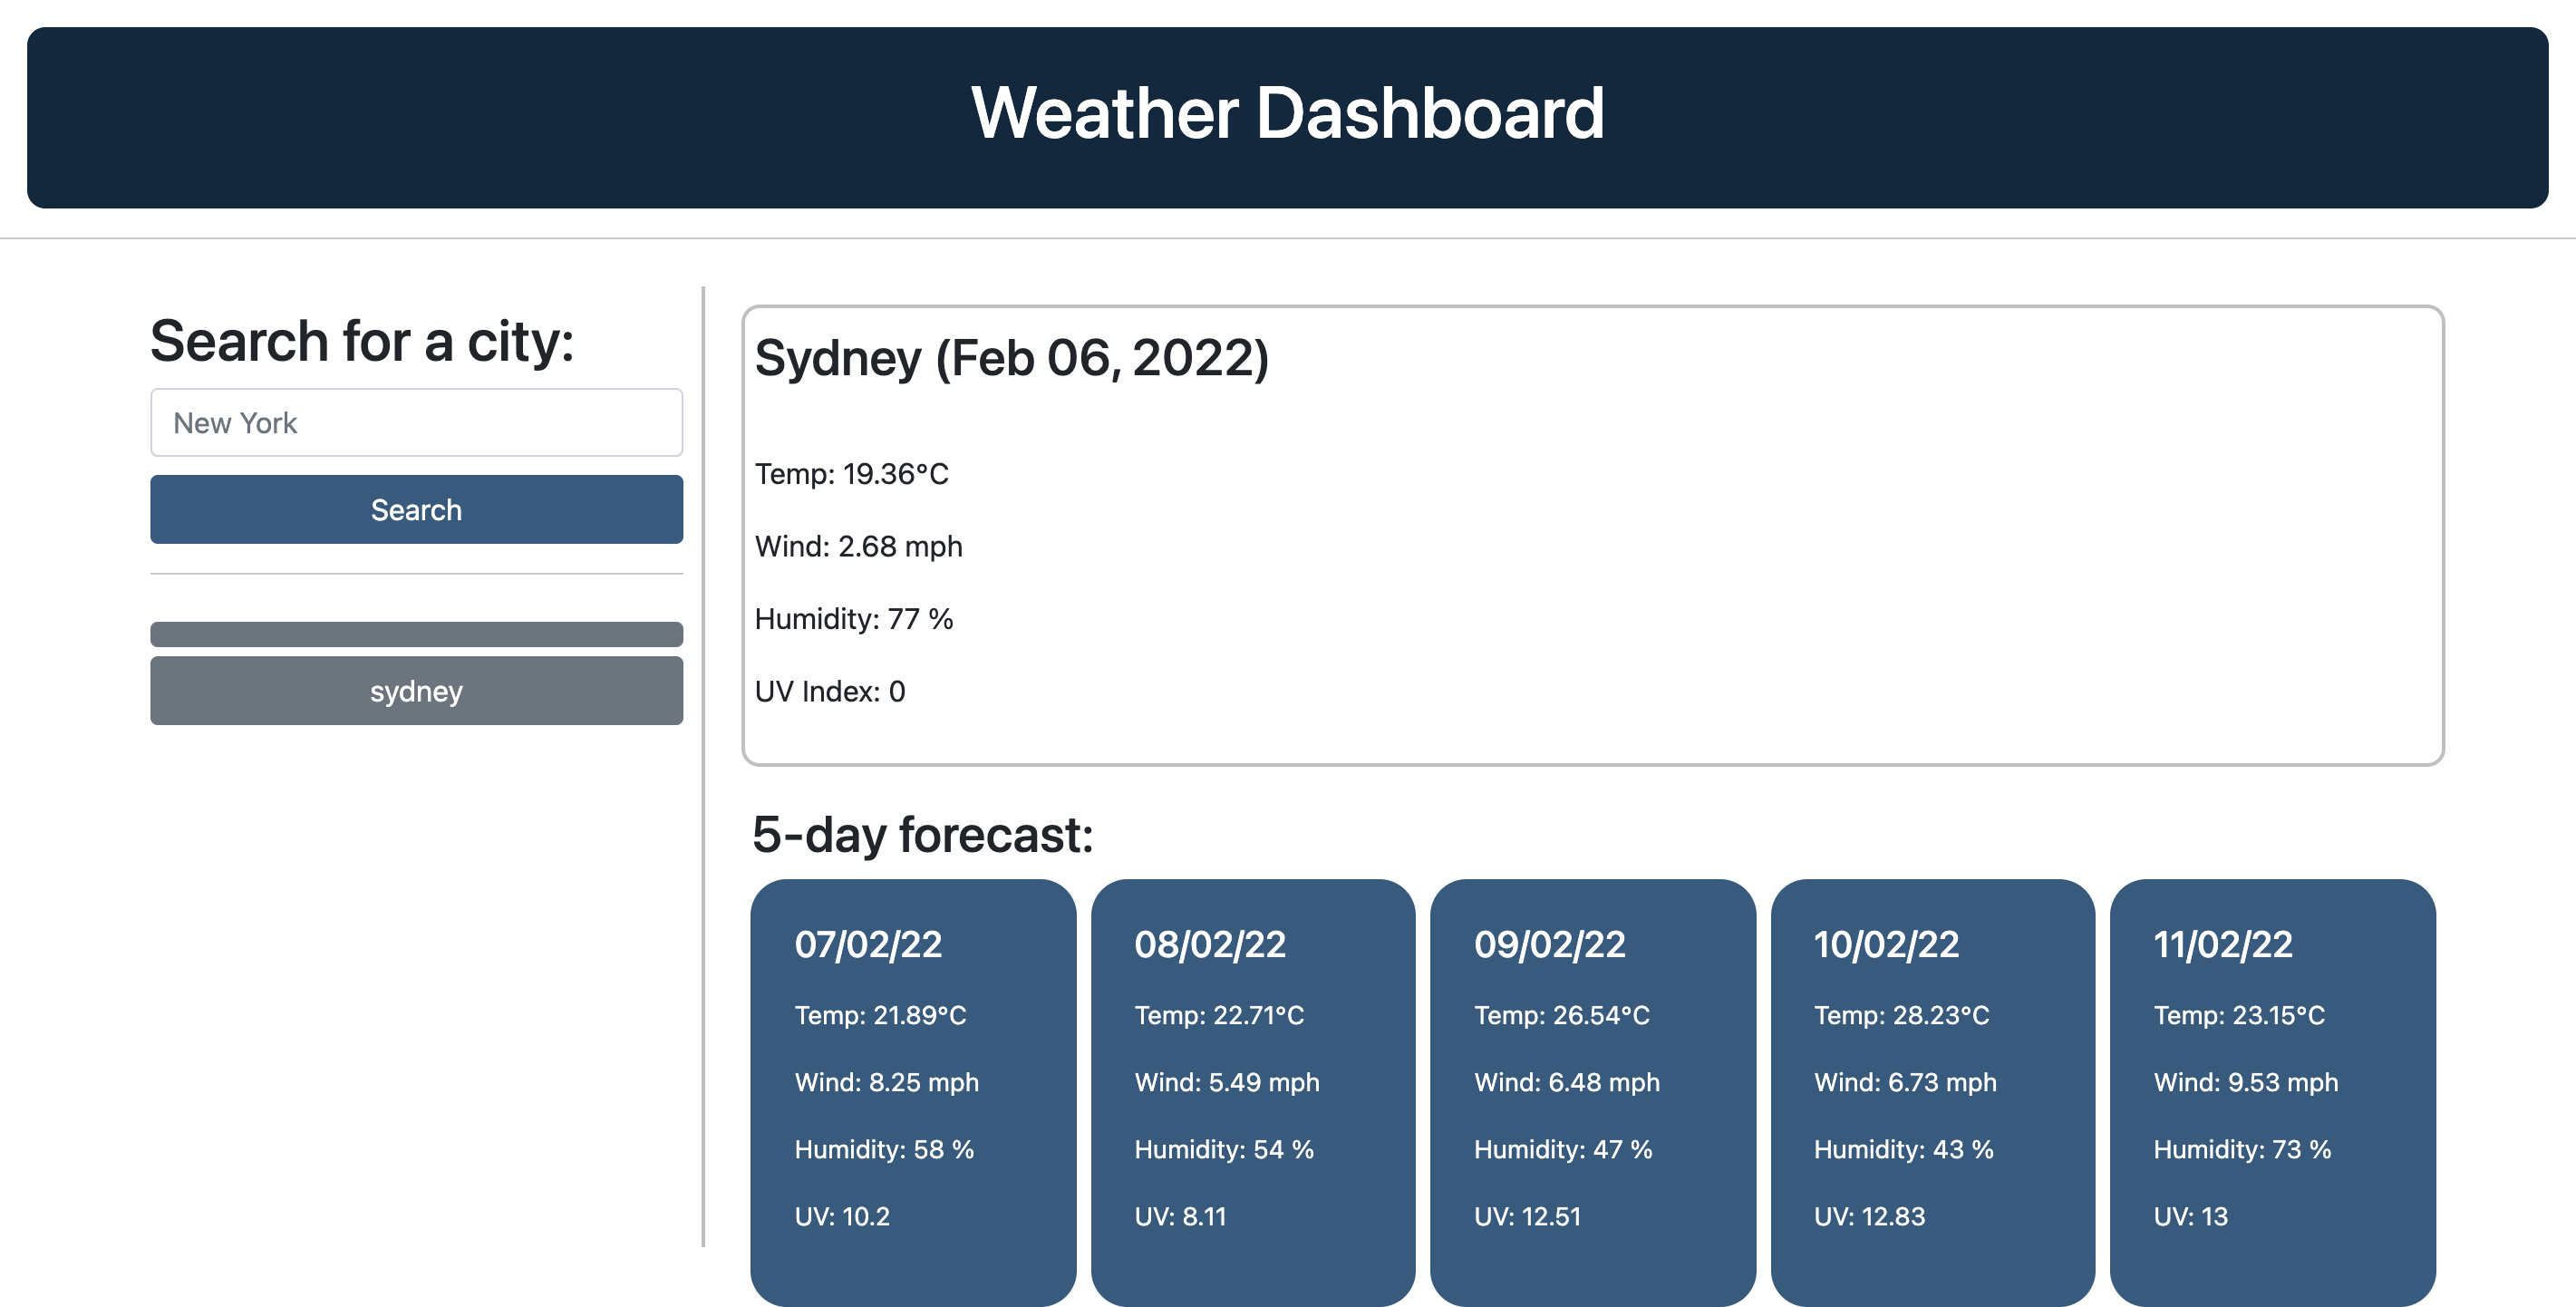 Weather Dashboard
Search for a city:
New York
Search
sydney
Sydney (Feb 06, 2022)
Temp: 19.36°C
Wind: 2.68 mph
Humidity: 77 %
UV Index: 0
5-day forecast:
07/02/22
Temp: 21.89°C
Wind: 8.25 mph
Humidity: 58 %
UV: 10.2
08/02/22
Temp: 22.71°C
Wind: 5.49 mph
Humidity: 54 %
UV: 8.11
09/02/22
Temp: 26.54°C
Wind: 6.48 mph
Humidity: 47 %
UV: 12.51
10/02/22
Temp: 28.23°C
Wind: 6.73 mph
Humidity: 43 %
UV: 12.83
11/02/22
Temp: 23.15°C
Wind: 9.53 mph
Humidity: 73 %
UV: 13